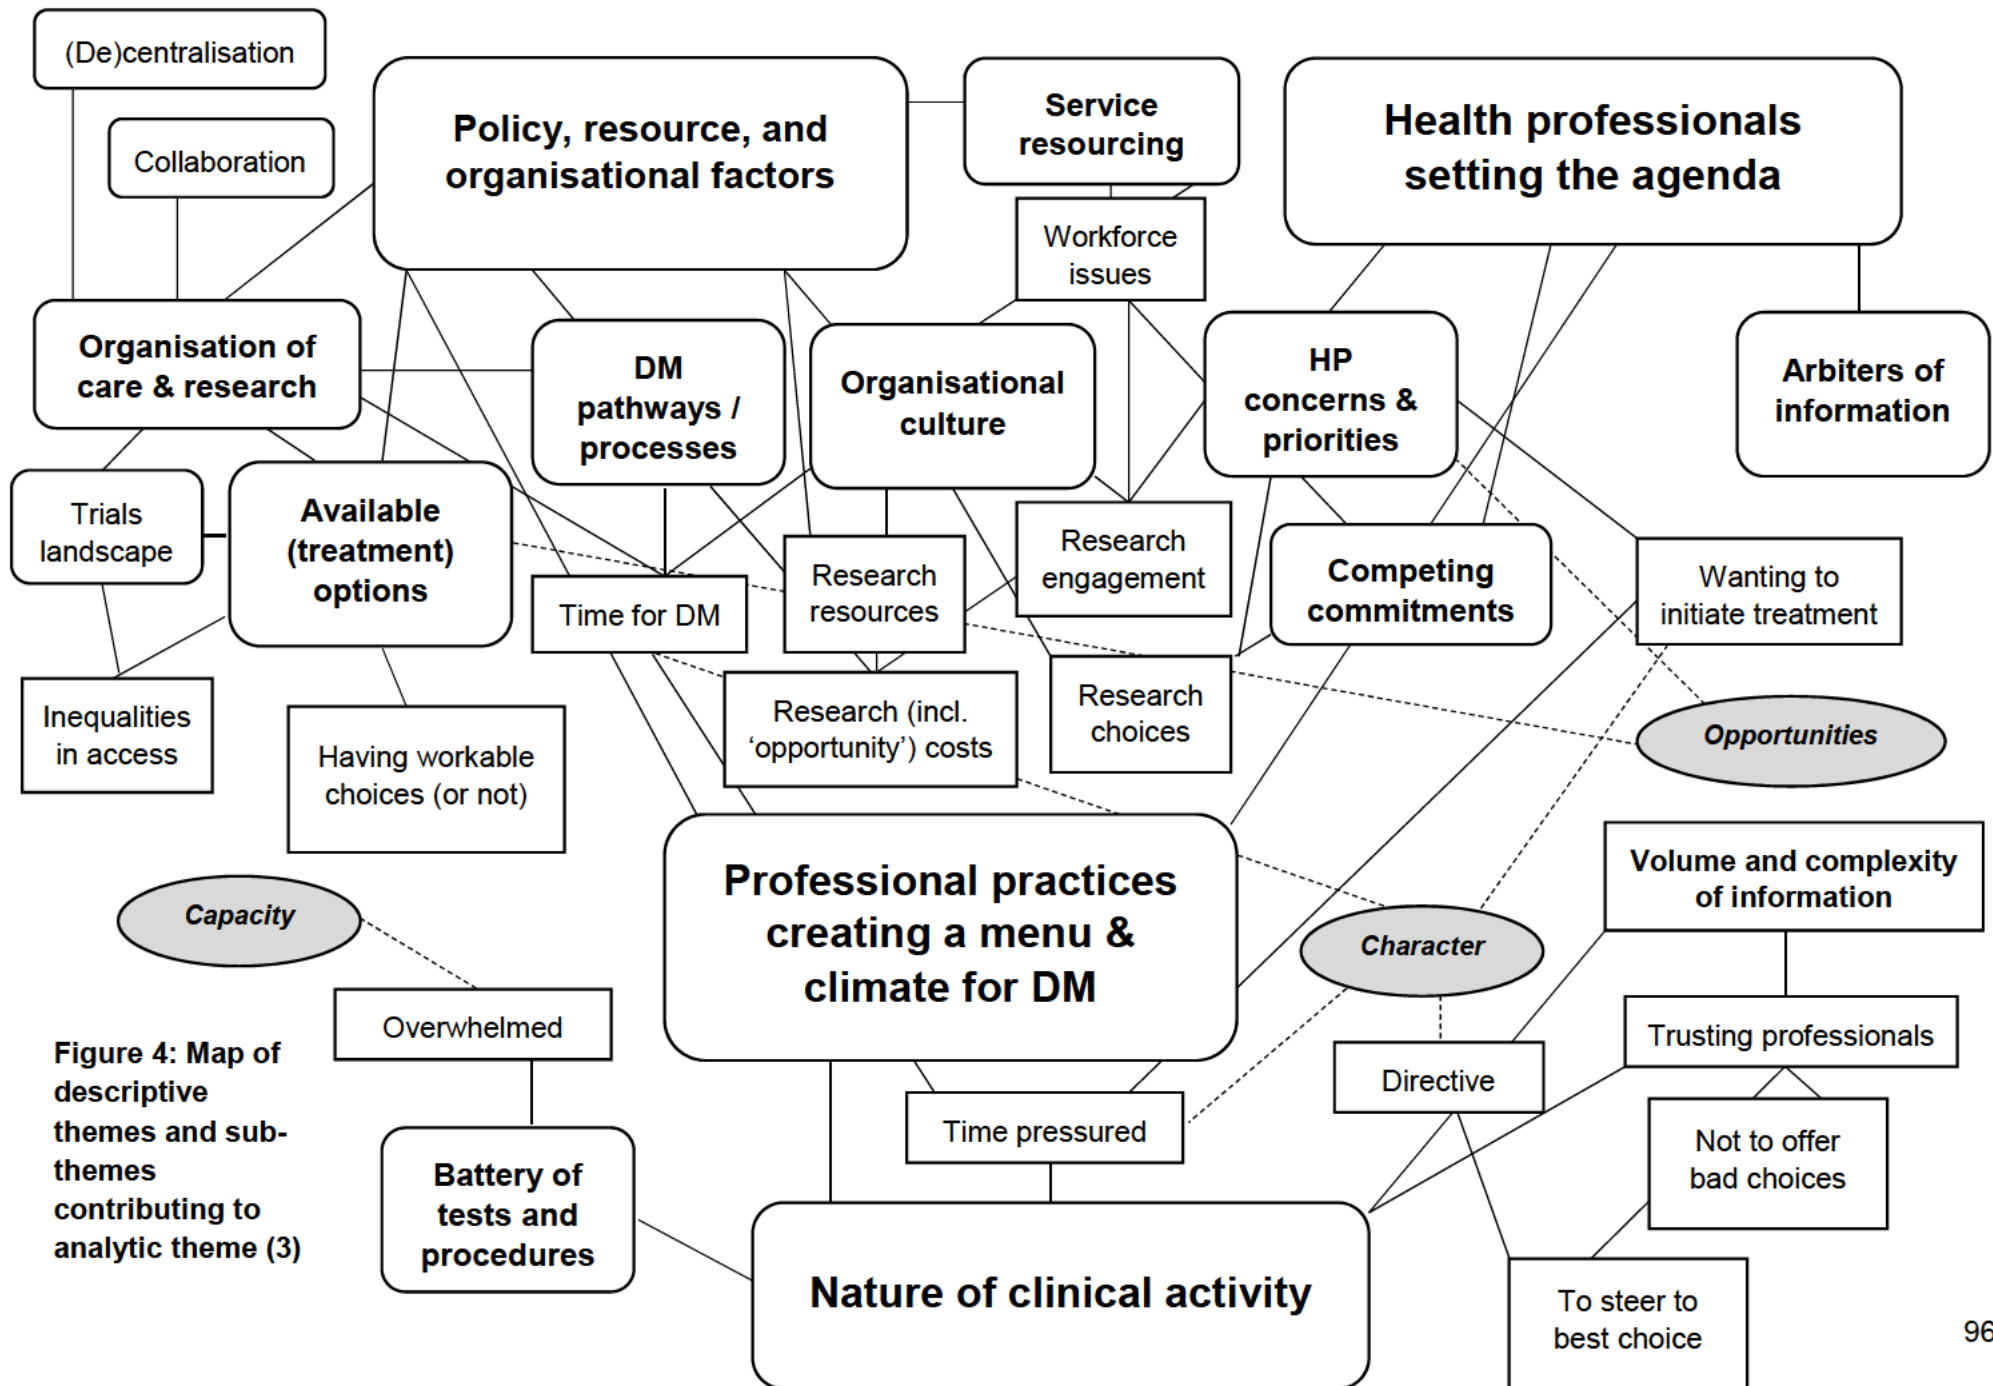 (De)centralisation
Collaboration
Policy, resource, and
organisational factors
Service
resourcing
Health professionals
setting the agenda
Workforce
issues
Organisation of
care & research
DM
pathways /
processes
Organisational
culture
HP
concerns &
priorities
Arbiters of
information
Trials
landscape
Available
(treatment)
options
Time for DM
Research
resources
Research
engagement
Competing
commitments
Wanting to
initiate treatment
Inequalities
in access
Having workable
choices (or not)
Research (incl.
‘opportunity’) costs
Research
choices
Opportunities
Capacity
Professional practices
creating a menu &
climate for DM
Character
Volume and complexity
of information
Overwhelmed
Directive
Trusting professionals
Figure 4: Map of
descriptive
themes and sub-
themes
contributing to
analytic theme (3)
Battery of
tests and
procedures
Time pressured
Not to offer
bad choices
Nature of clinical activity
To steer to
best choice
96